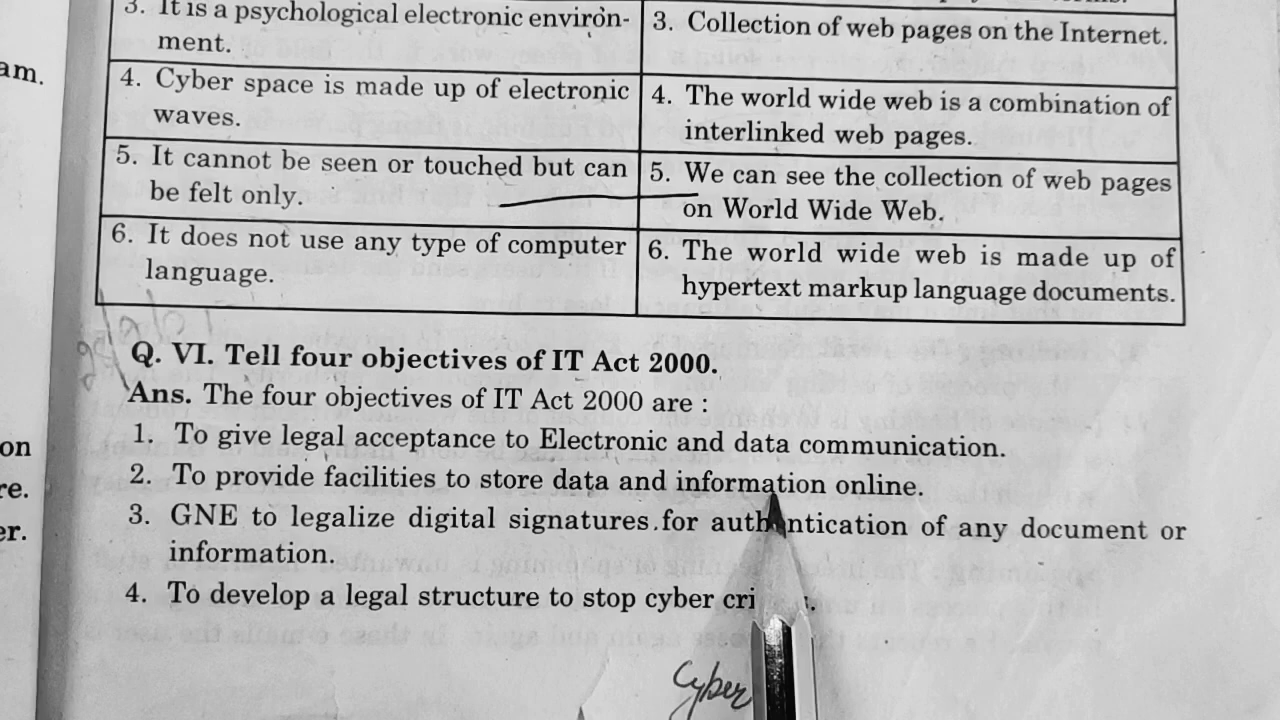 3. It is a psychological electronic environ-
ment.
3. Collection of web pages on the Internet.
am.
4. Cyber space is made up of electronic
waves.
4. The world wide web is a combination of
interlinked web pages.
5. It cannot be seen or touched but can
be felt only.
5. We can see the collection of web pages
on World Wide Web.
6. It does not use any type of computer
language.
6. The world wide web is made up of
hypertext markup language documents.
Q. VI. Tell four objectives of IT Act 2000.
Ans. The four objectives of IT Act 2000 are :
1. To give legal acceptance to Electronic and data communication.
on
2. To provide facilities to store data and information online.
re.
3. GNE to legalize digital signatures for authentication of any document or
er.
information.
4. To develop a legal structure to stop cyber
Cyber